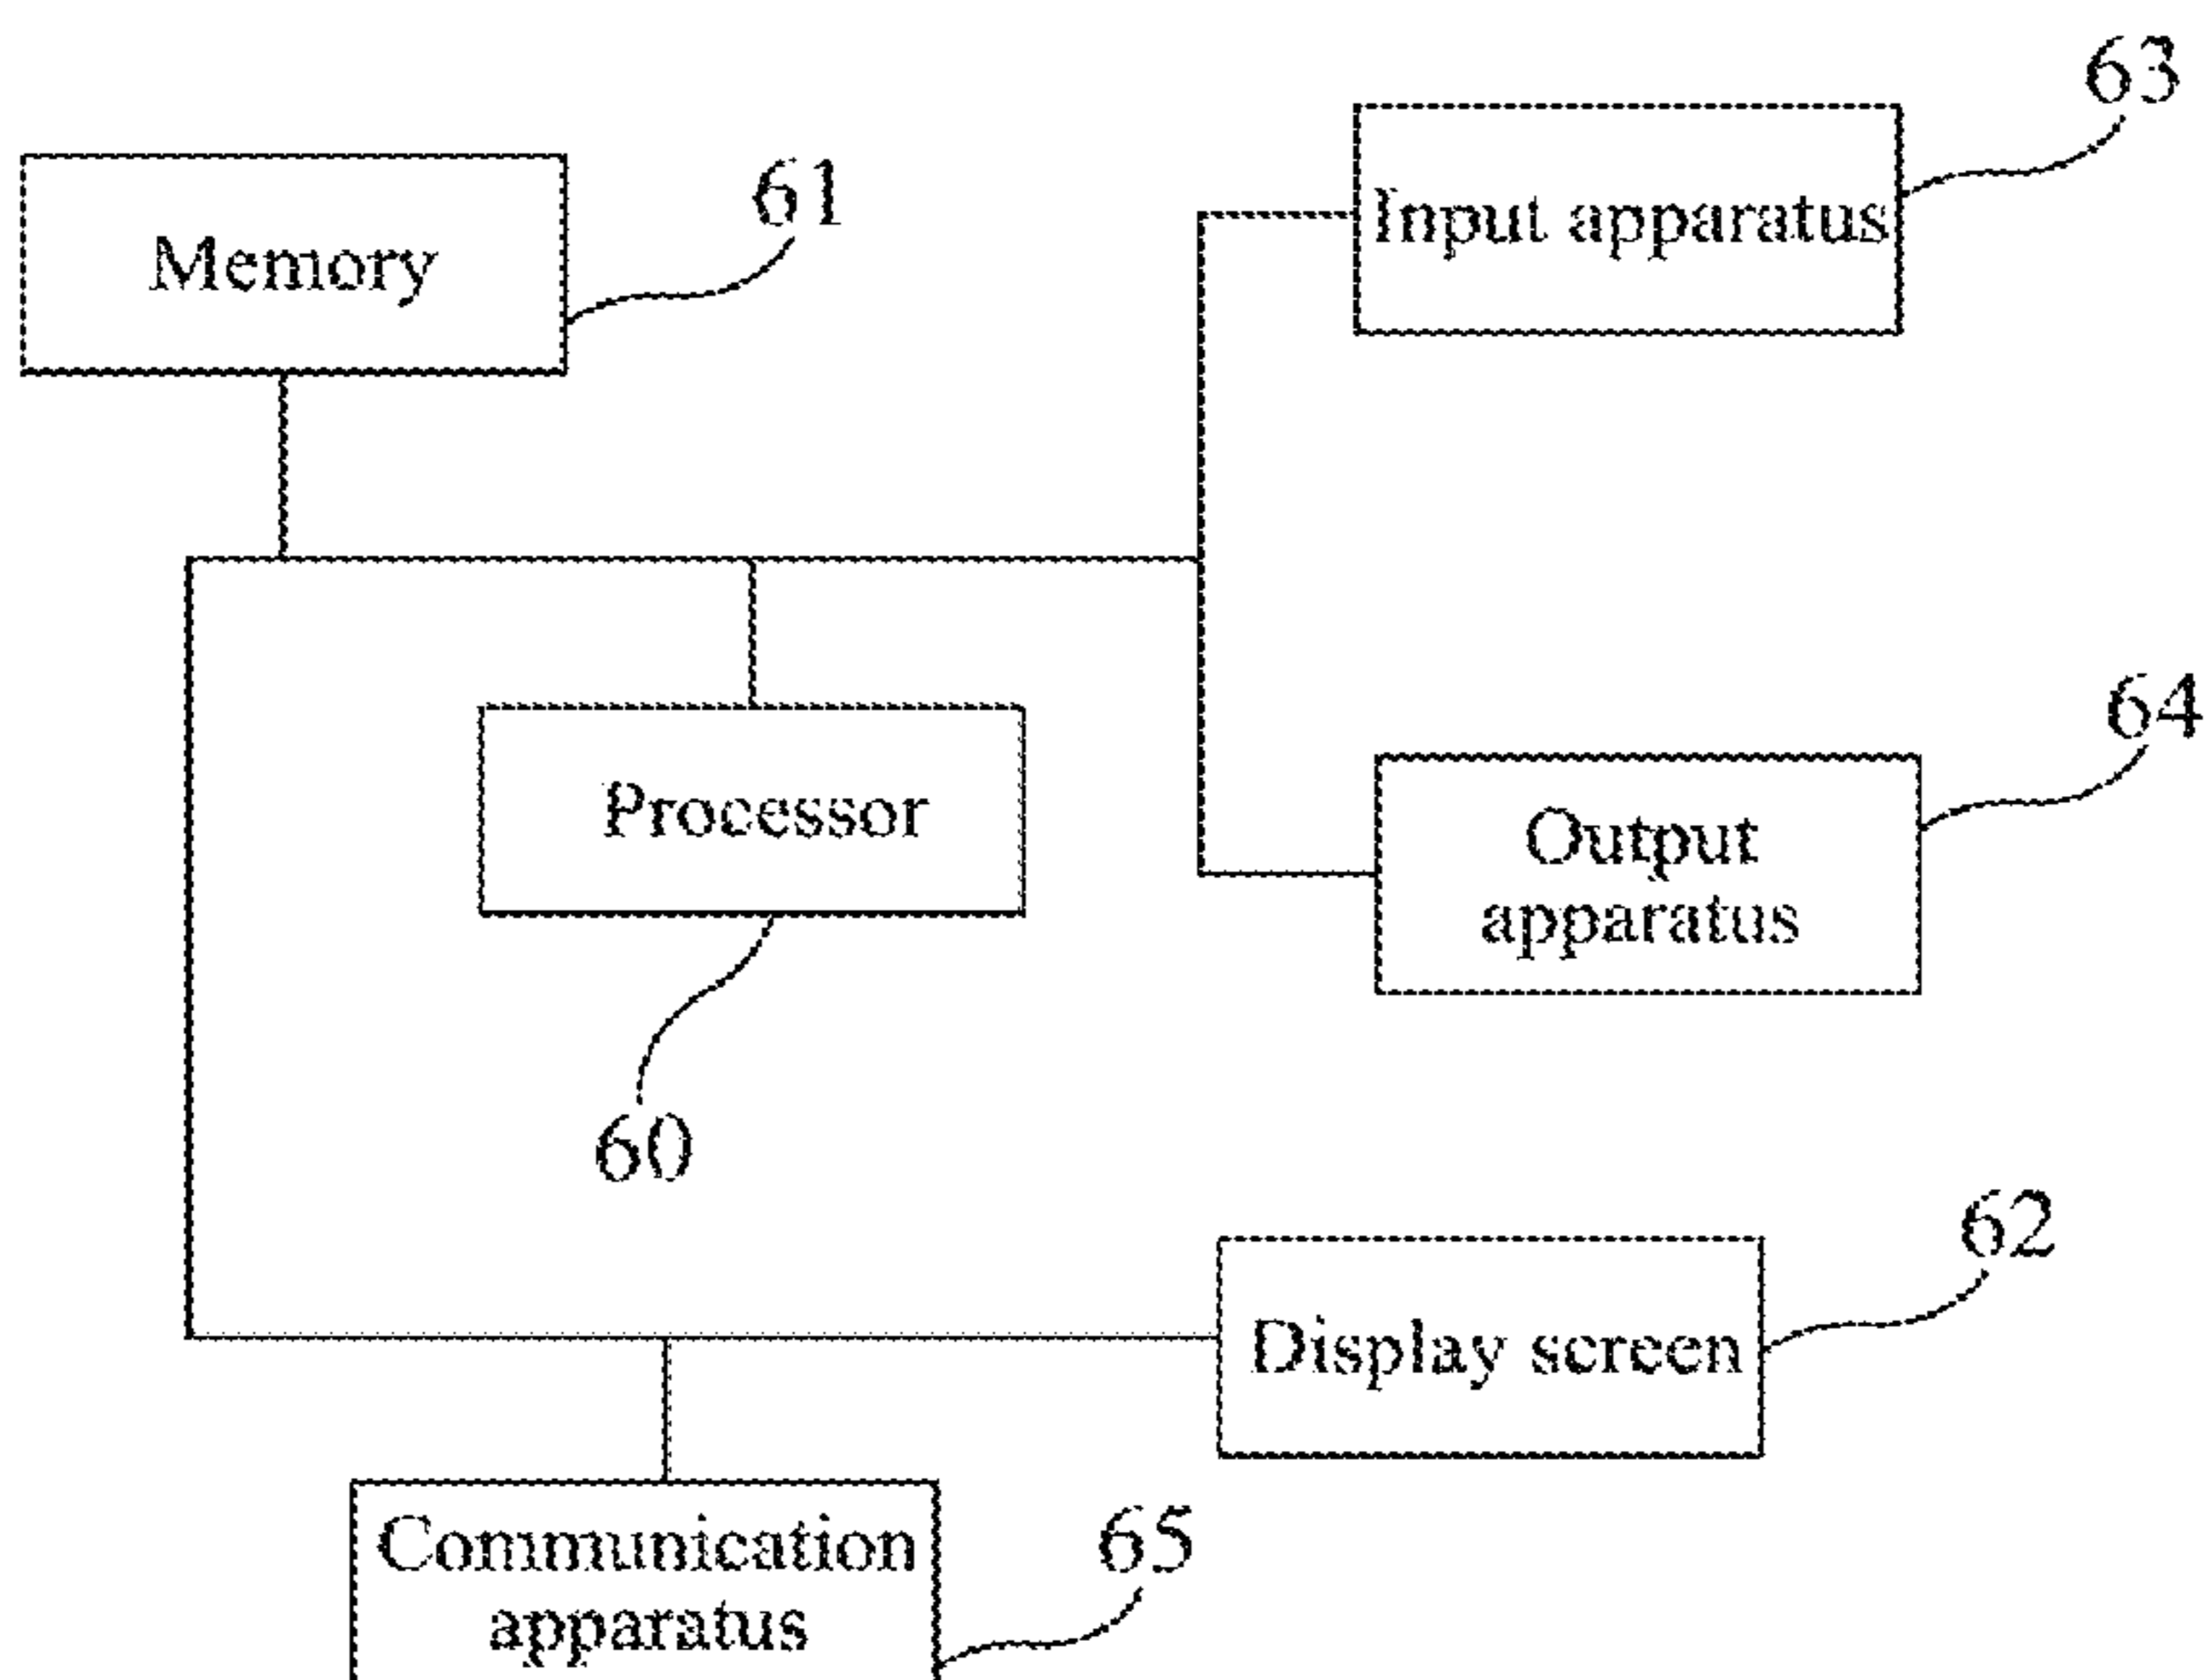 63
Input apparatus
61
Memory
64
Processor
Output
apparatus
60
62
Display screen
65
Communication
apparatus